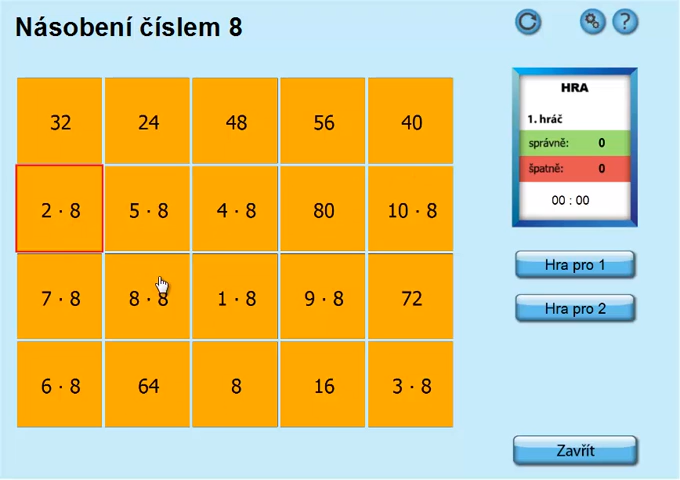 Násobení číslem 8
?
32 24 48 56 40
2 · 8 5 · 8 4 · 8 80 10 · 8
7 · 8 8 · 8 1 · 8 9 · 8 72
6 · 8 64 8 16 3 · 8
HRA
1. hráč
správně: 0
špatně: 0
00 : 00
Hra pro 1
Hra pro 2
Zavřít